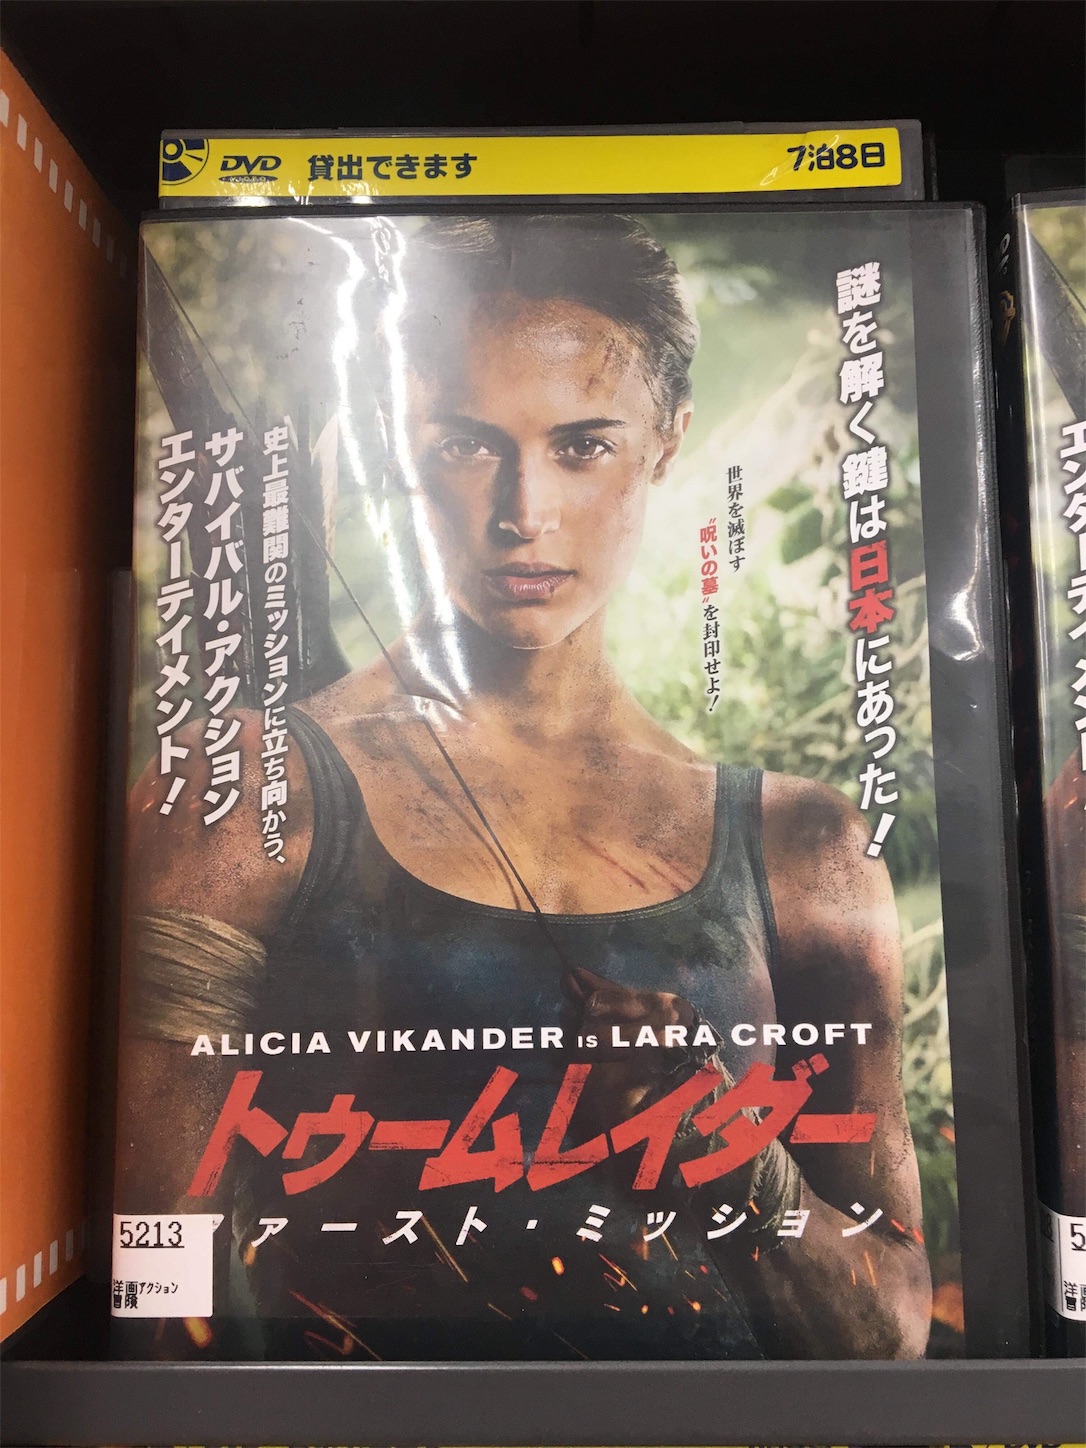 DVD 貸出できます 7泊8日
謎を解く鍵は日本にあった!
世界を滅ぼす
“呪いの墓”を封印せよ!
史上最難関のミッションに立ち向かう、
サバイバル・アクション
エンターテイメント!
ALICIA VIKANDER IS LARA CROFT
トゥームレイダー
ファースト・ミッション
5213
洋画アクション
冒険